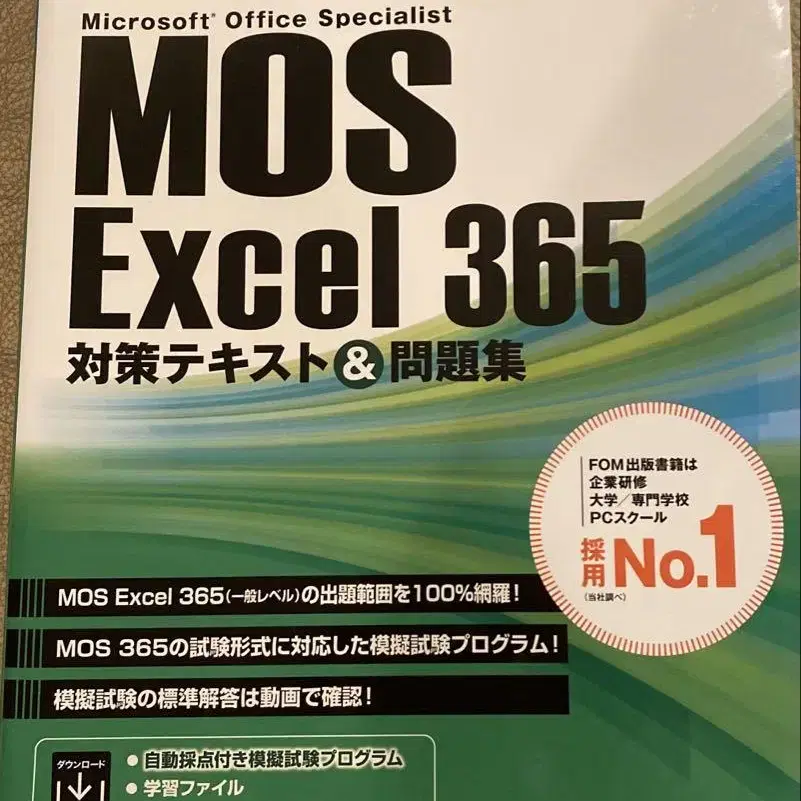 Microsoft® Office Specialist
MOS
Excel 365
対策テキスト&問題集
FOM出版書籍は
企業研修
大学/専門学校
PCスクール
採用No.1
(当社調べ)
MOS Excel 365(一般レベル)の出題範囲を100%網羅!
MOS 365の試験形式に対応した模擬試験プログラム!
模擬試験の標準解答は動画で確認!
ダウンロード
● 自動採点付き模擬試験プログラム
● 学習ファイル